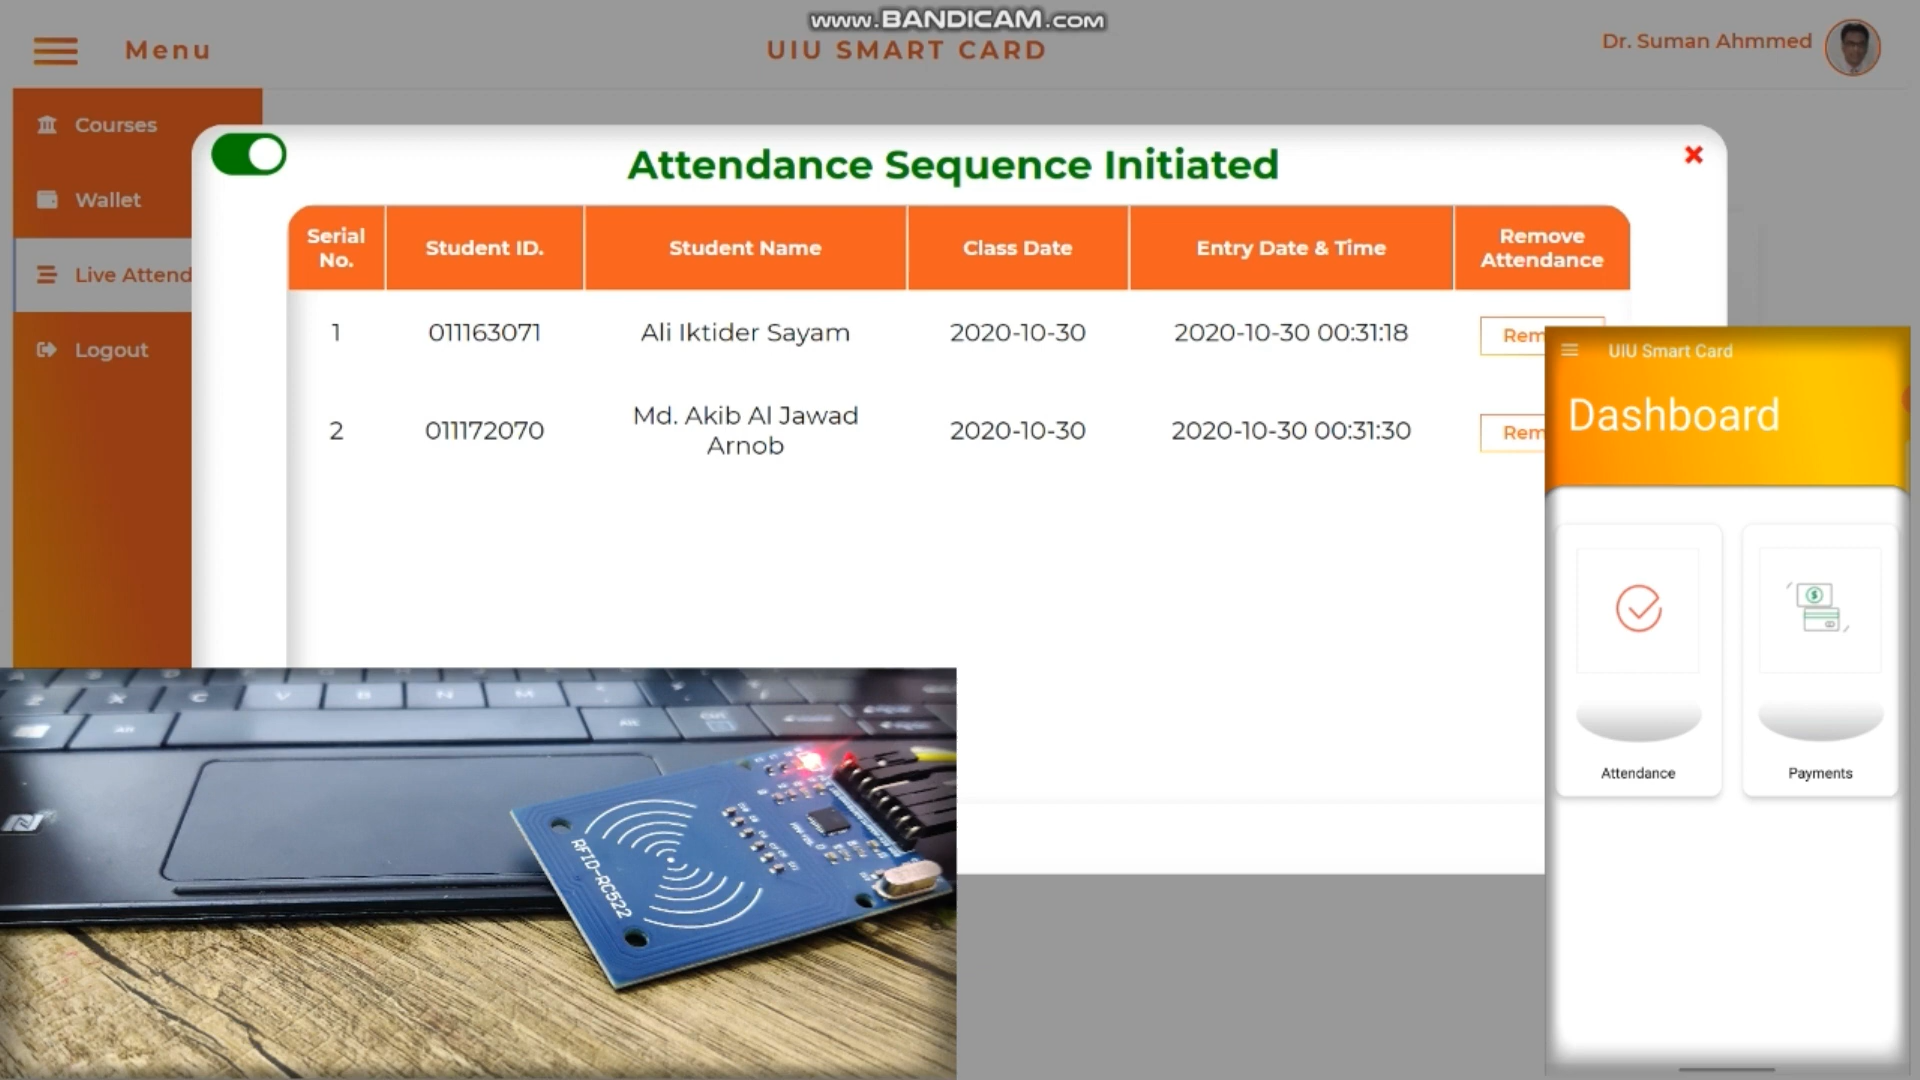 www.BANDICAM.com
Menu
UIU SMART CARD
Dr. Suman Ahmmed
Courses
Wallet
Live Attend
Logout
Attendance Sequence Initiated
Serial No.
Student ID.
Student Name
Class Date
Entry Date & Time
Remove Attendance
1
011163071
Ali Iktider Sayam
2020-10-30
2020-10-30 00:31:18
Rem
2
011172070
Md. Akib Al Jawad
Arnob
2020-10-30
2020-10-30 00:31:30
Rem
UIU Smart Card
Dashboard
Attendance
Payments
X
C
V
B
N
M
Alt
RFID-RC522